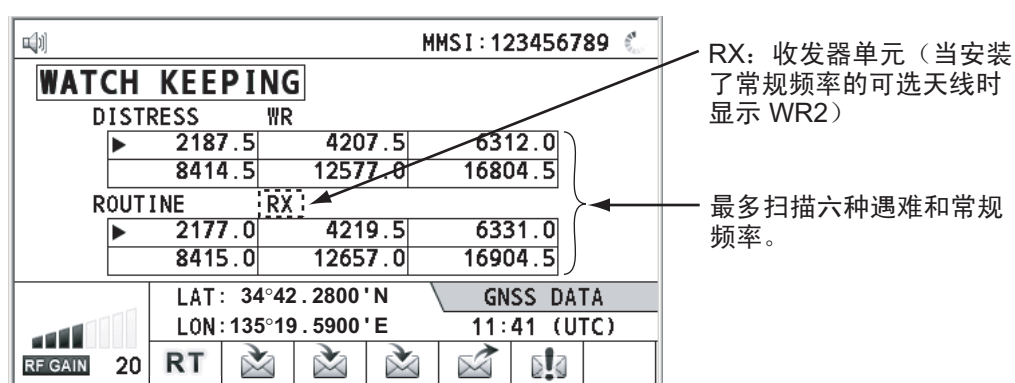 MMSI:123456789
WATCH KEEPING
DISTRESS WR
▶ 2187.5 4207.5 6312.0
8414.5 12577.0 16804.5
ROUTINE RX
▶ 2177.0 4219.5 6331.0
8415.0 12657.0 16904.5
LAT: 34°42.2800'N GNSS DATA
LON:135°19.5900'E 11:41 (UTC)
RF GAIN 20 RT
RX：收发器单元（当安装
了常规频率的可选天线时
显示 WR2）
最多扫描六种遇难和常规
频率。